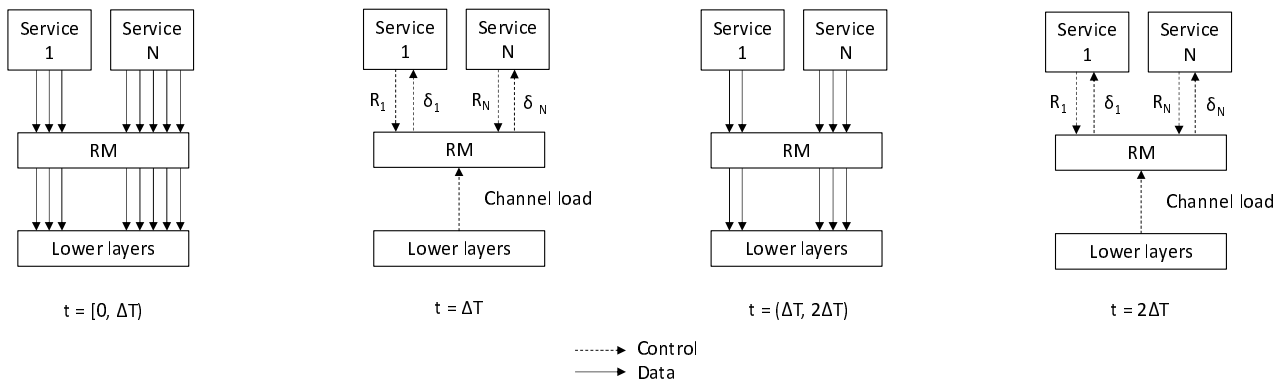 Service
1
Service
N
RM
Lower layers
t = [0, ΔT)
Service
1
Service
N
R1
δ1
RN
δ N
RM
Channel load
Lower layers
t = ΔT
Service
1
Service
N
RM
Lower layers
t = (ΔT, 2ΔT)
Service
1
Service
N
R1
δ1
RN
δN
RM
Channel load
Lower layers
t = 2ΔT
Control
Data